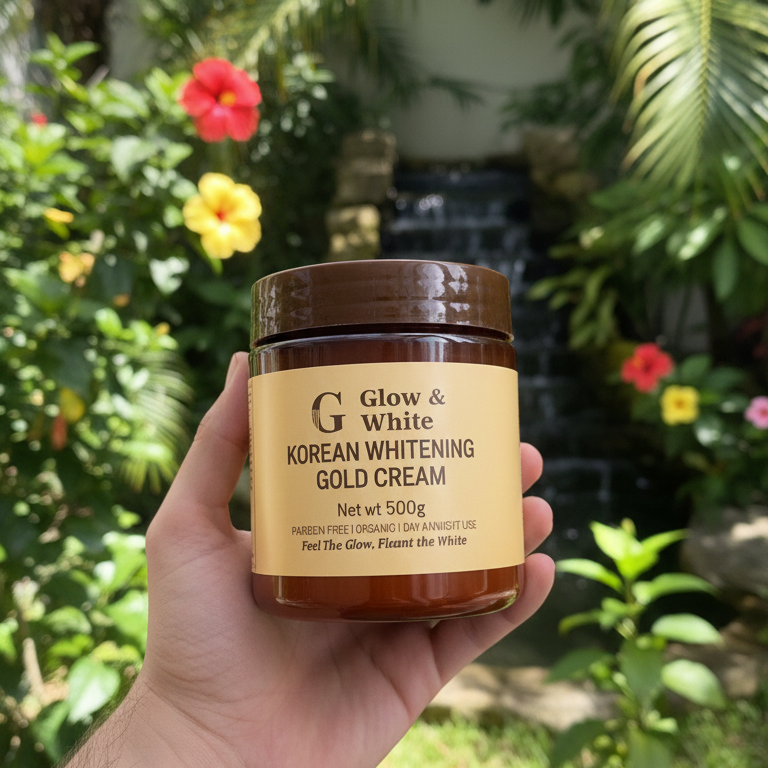 G Glow &
White
KOREAN WHITENING
GOLD CREAM
Net wt 500g
PARBEN FREE | ORGANIC | DAY ANNISIT USE
Feel The Glow, Fleant the White